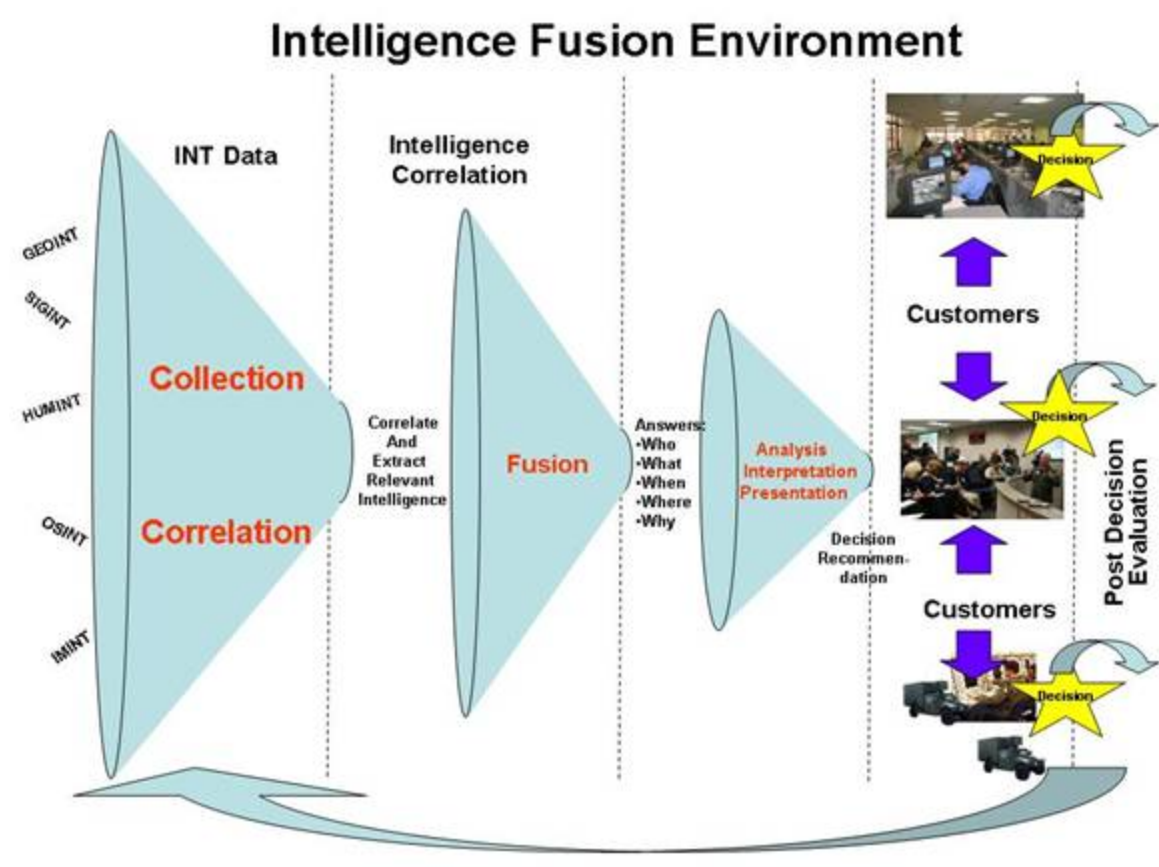 Intelligence Fusion Environment
INT Data
GEOINT
SIGINT
HUMINT
OSINT
IMINT
Collection
Correlation
Intelligence
Correlation
Correlate
And
Extract
Relevant
Intelligence
Fusion
Answers:
•Who
•What
•When
•Where
•Why
Analysis
Interpretation
Presentation
Decision
Recommen-
dation
Decision
Customers
Decision
Customers
Decision
Post Decision
Evaluation